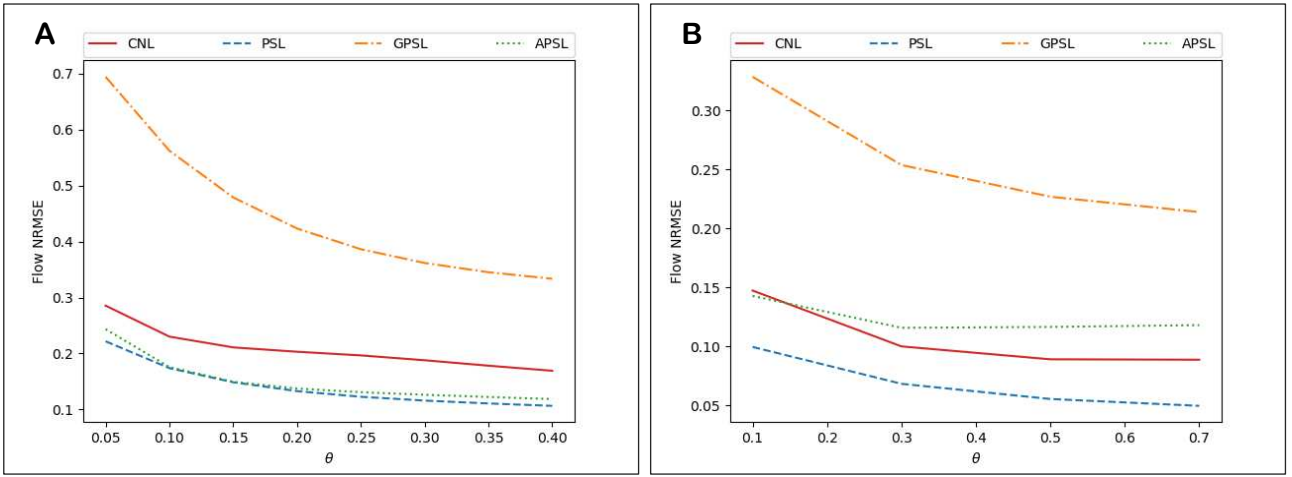 A
CNL PSL GPSL APSL
0.7
0.6
0.5
0.4
0.3
0.2
0.1
Flow NRMSE
0.05 0.10 0.15 0.20 0.25 0.30 0.35 0.40
θ
B
CNL PSL GPSL APSL
0.30
0.25
0.20
0.15
0.10
0.05
Flow NRMSE
0.1 0.2 0.3 0.4 0.5 0.6 0.7
θ